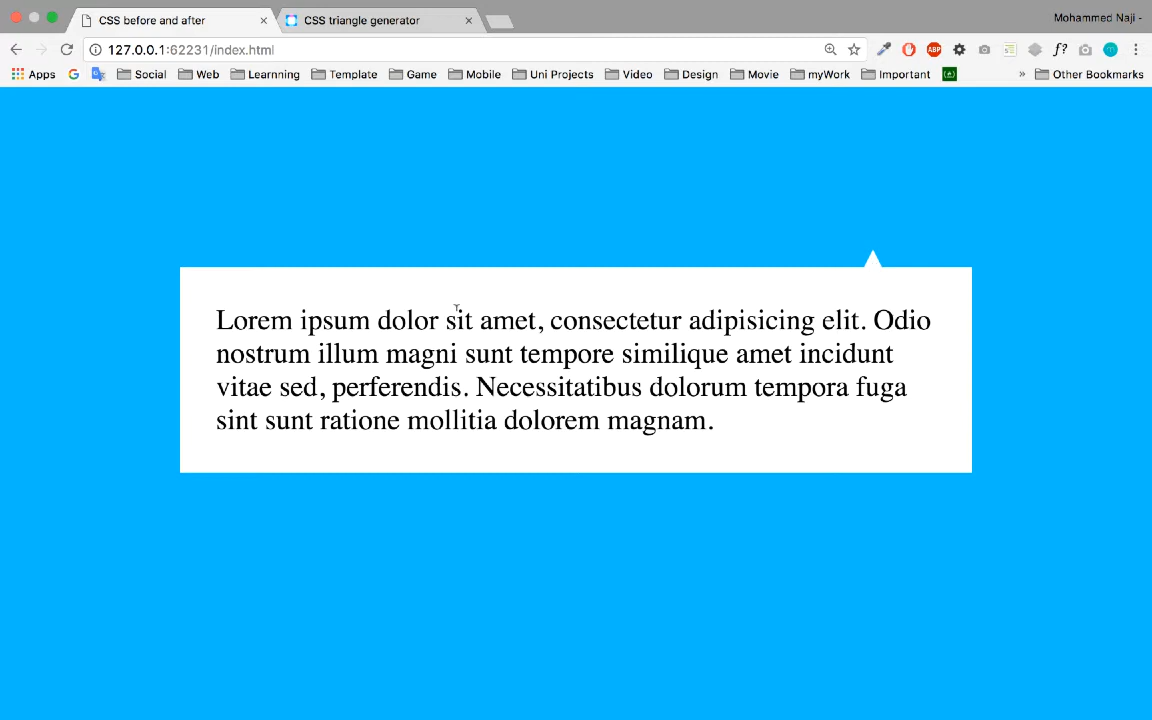 CSS before and after
CSS triangle generator
Mohammed Naji -
127.0.0.1:62231/index.html
ABP
f?
m
Apps
G
Social
Web
Learnning
Template
Game
Mobile
Uni Projects
Video
Design
Movie
myWork
Important
»
Other Bookmarks
Lorem ipsum dolor sit amet, consectetur adipisicing elit. Odio
nostrum illum magni sunt tempore similique amet incidunt
vitae sed, perferendis. Necessitatibus dolorum tempora fuga
sint sunt ratione mollitia dolorem magnam.